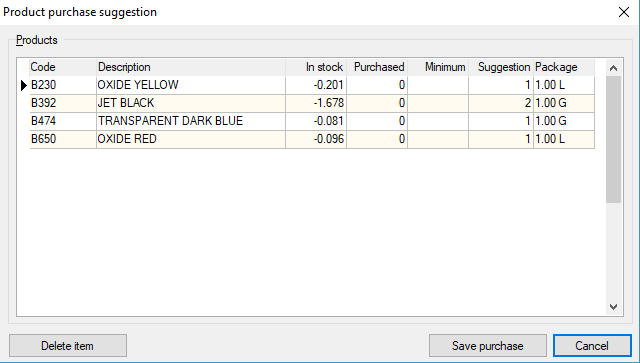 Product purchase suggestion
Products
Code Description In stock Purchased Minimum Suggestion Package
B230 OXIDE YELLOW -0.201 0 1 1.00 L
B392 JET BLACK -1.678 0 2 1.00 G
B474 TRANSPARENT DARK BLUE -0.081 0 1 1.00 G
B650 OXIDE RED -0.096 0 1 1.00 L
Delete item Save purchase Cancel